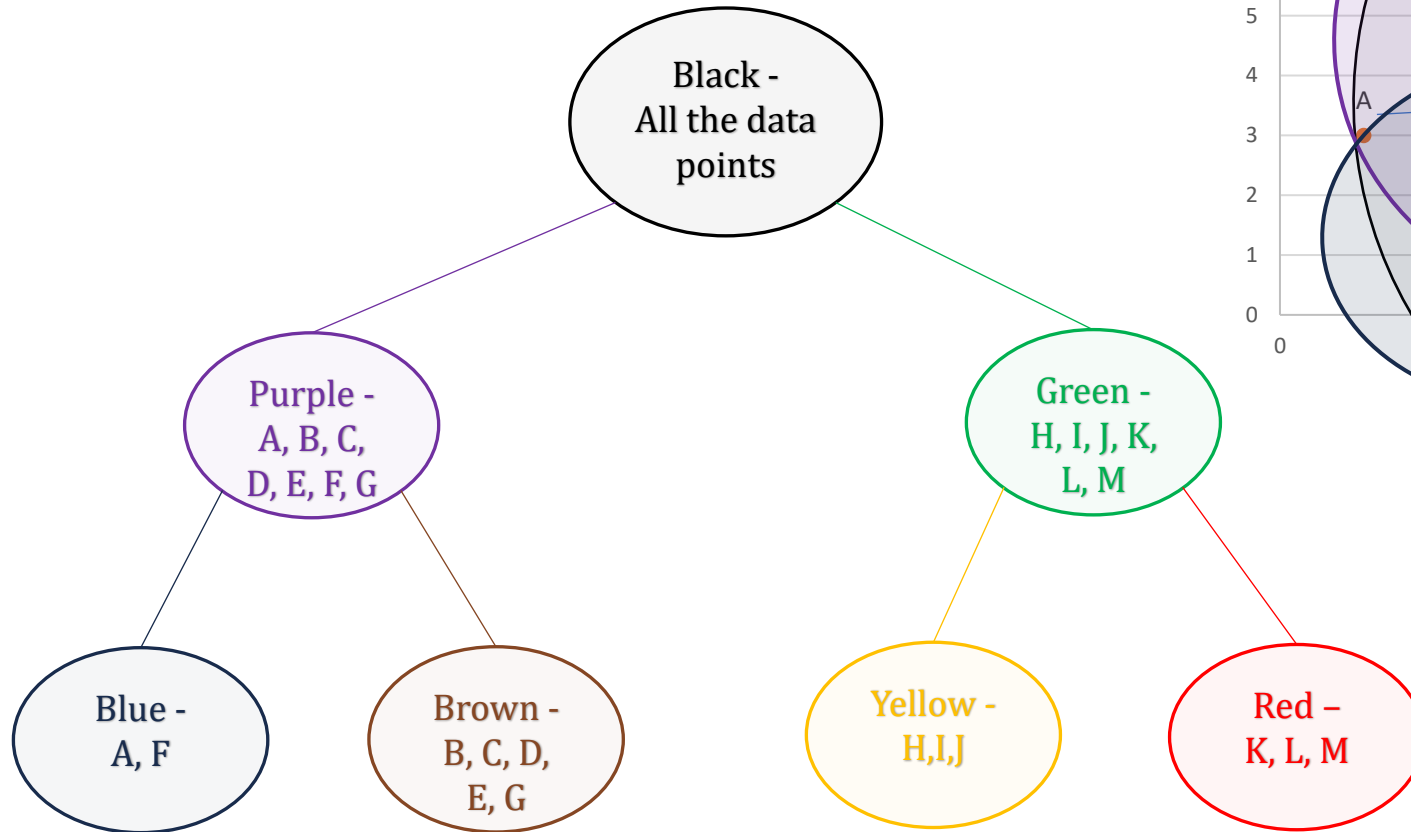 Black -
All the data
points
Purple -
A, B, C,
D, E, F, G
Green -
H, I, J, K,
L, M
Blue -
A, F
Brown -
B, C, D,
E, G
Yellow -
H,I,J
Red –
K, L, M
5
4
A
3
2
1
0
0